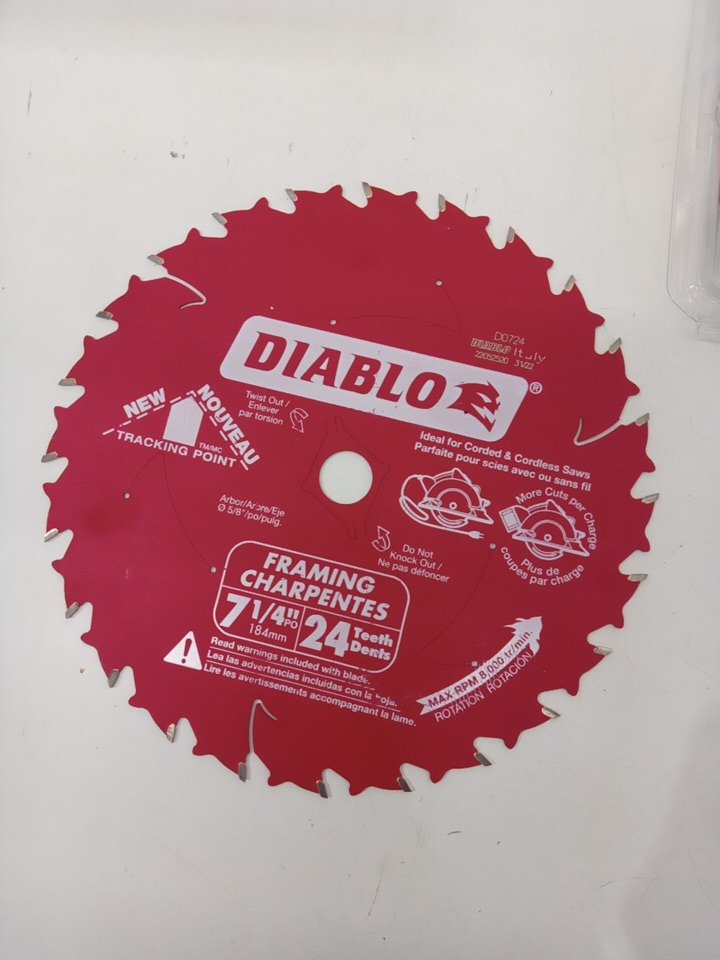 D0724
DIABLO Italy
22052520 31/22
DIABLO®
Twist Out /
Enlever
par torsion
NEW NOUVEAU
TRACKING POINT TM/MC
Ideal for Corded & Cordless Saws
Parfaite pour scies avec ou sans fil
More Cuts per Charge
Plus de
coupes par charge
Arbor/Arbre/Eje
Ø 5/8"/po/pulg.
Do Not
Knock Out /
Ne pas défoncer
FRAMING
CHARPENTES
7 1/4" PO
184mm
24 Teeth
Dents
Read warnings included with blade.
Lea las advertencias incluidas con la hoja.
Lire les avertissements accompagnant la lame.
MAX RPM 8,000 tr/min.
ROTATION ROTACIÓN